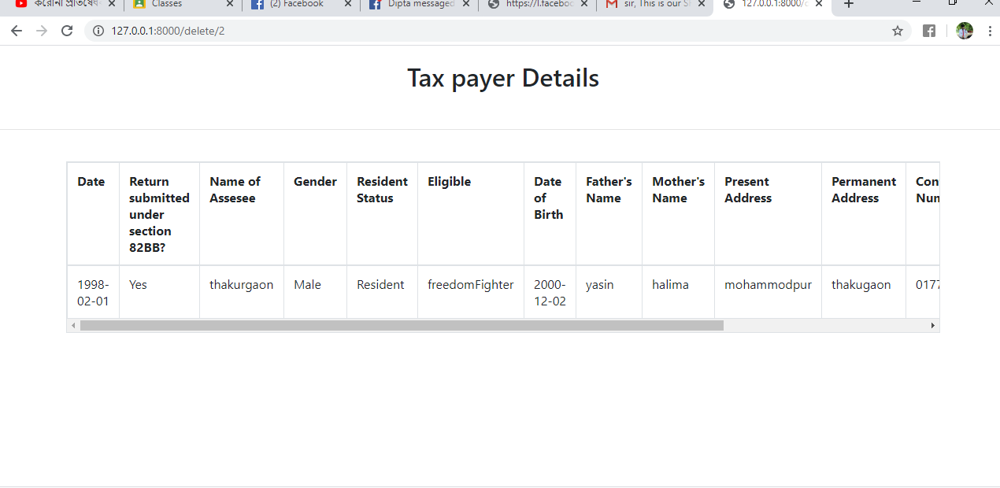 করোনা প্রতিষেধ
Classes
(2) Facebook
Dipta messaged
https://l.faceboo
sir, This is our S
127.0.0.1:8000/d
127.0.0.1:8000/delete/2
Tax payer Details
Date
Return submitted under section 82BB?
Name of Assesee
Gender
Resident Status
Eligible
Date of Birth
Father's Name
Mother's Name
Present Address
Permanent Address
Con
Num
1998-02-01
Yes
thakurgaon
Male
Resident
freedomFighter
2000-12-02
yasin
halima
mohammodpur
thakugaon
0177